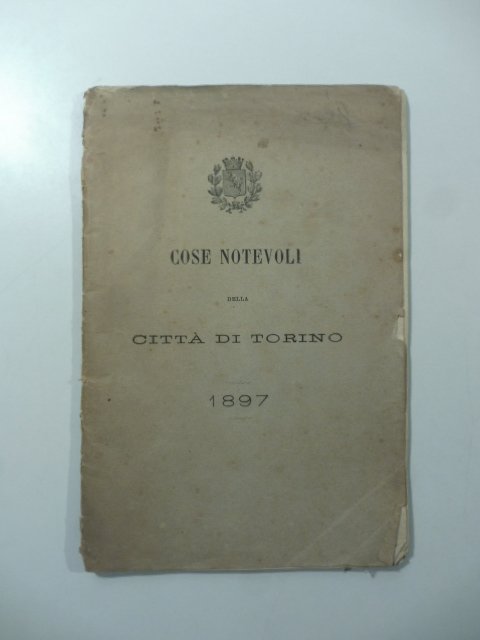 COSE NOTEVOLI
DELLA
CITTÀ DI TORINO
1897